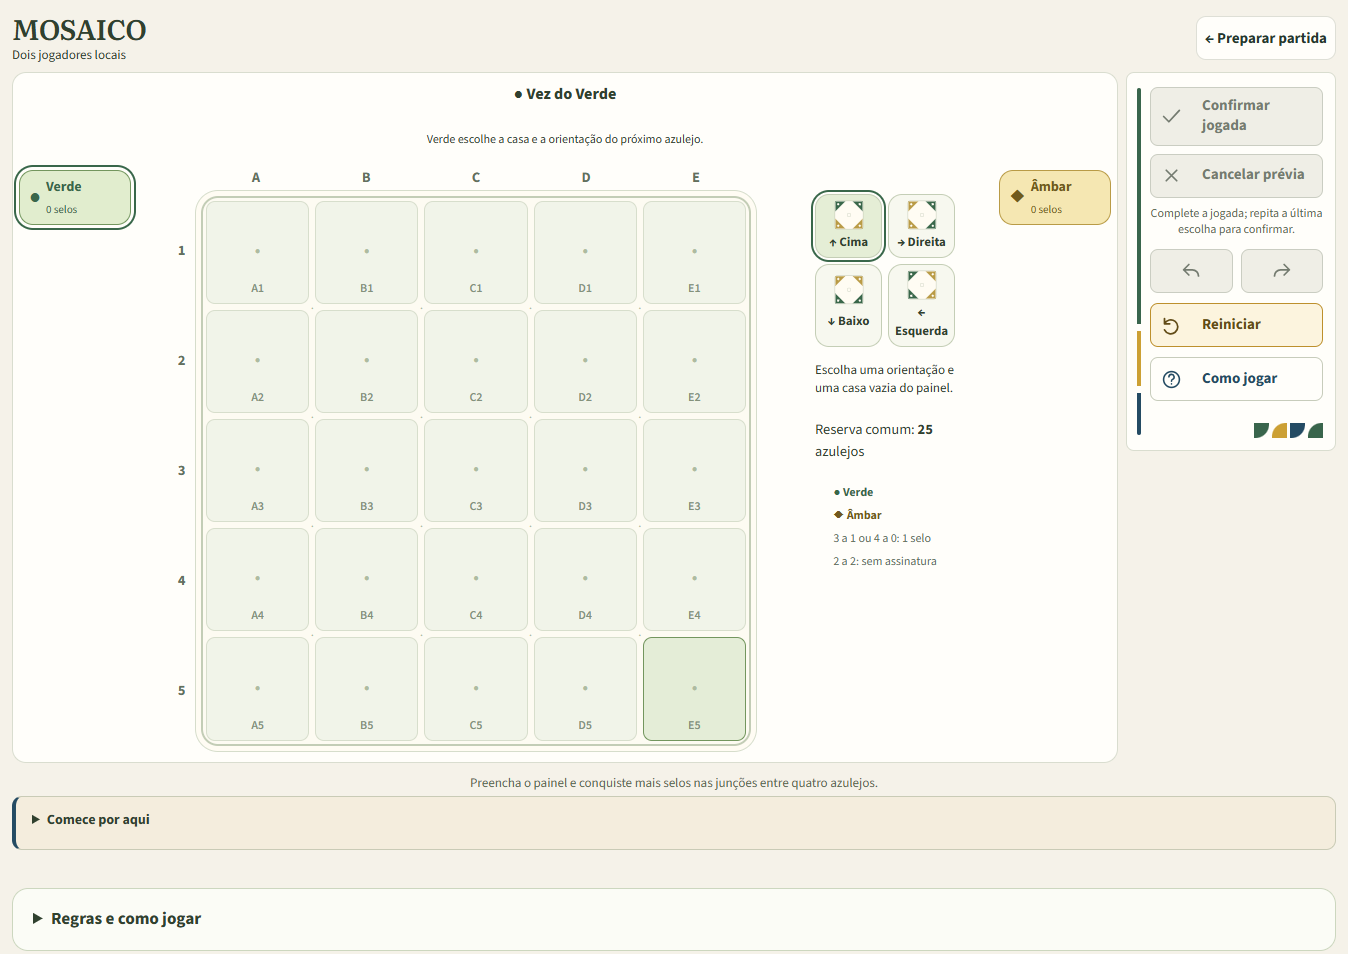 MOSAICO
Dois jogadores locais
← Preparar partida
● Vez do Verde
Verde escolhe a casa e a orientação do próximo azulejo.
Verde
0 selos
A B C D E
1 2 3 4 5
A1 B1 C1 D1 E1
A2 B2 C2 D2 E2
A3 B3 C3 D3 E3
A4 B4 C4 D4 E4
A5 B5 C5 D5 E5
↑ Cima
→ Direita
↓ Baixo
←
Esquerda
Escolha uma orientação e
uma casa vazia do painel.
Reserva comum: 25
azulejos
● Verde
◆ Âmbar
3 a 1 ou 4 a 0: 1 selo
2 a 2: sem assinatura
Âmbar
0 selos
Confirmar
jogada
Cancelar prévia
Complete a jogada; repita a última
escolha para confirmar.
Reiniciar
Como jogar
Preencha o painel e conquiste mais selos nas junções entre quatro azulejos.
▶ Comece por aqui
▶ Regras e como jogar